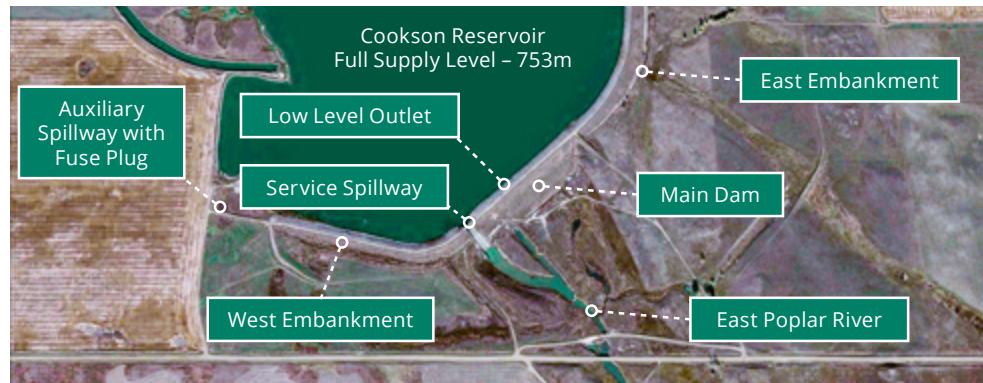 Cookson Reservoir
Full Supply Level – 753m
East Embankment
Auxiliary
Spillway with
Fuse Plug
Low Level Outlet
Service Spillway
Main Dam
West Embankment
East Poplar River